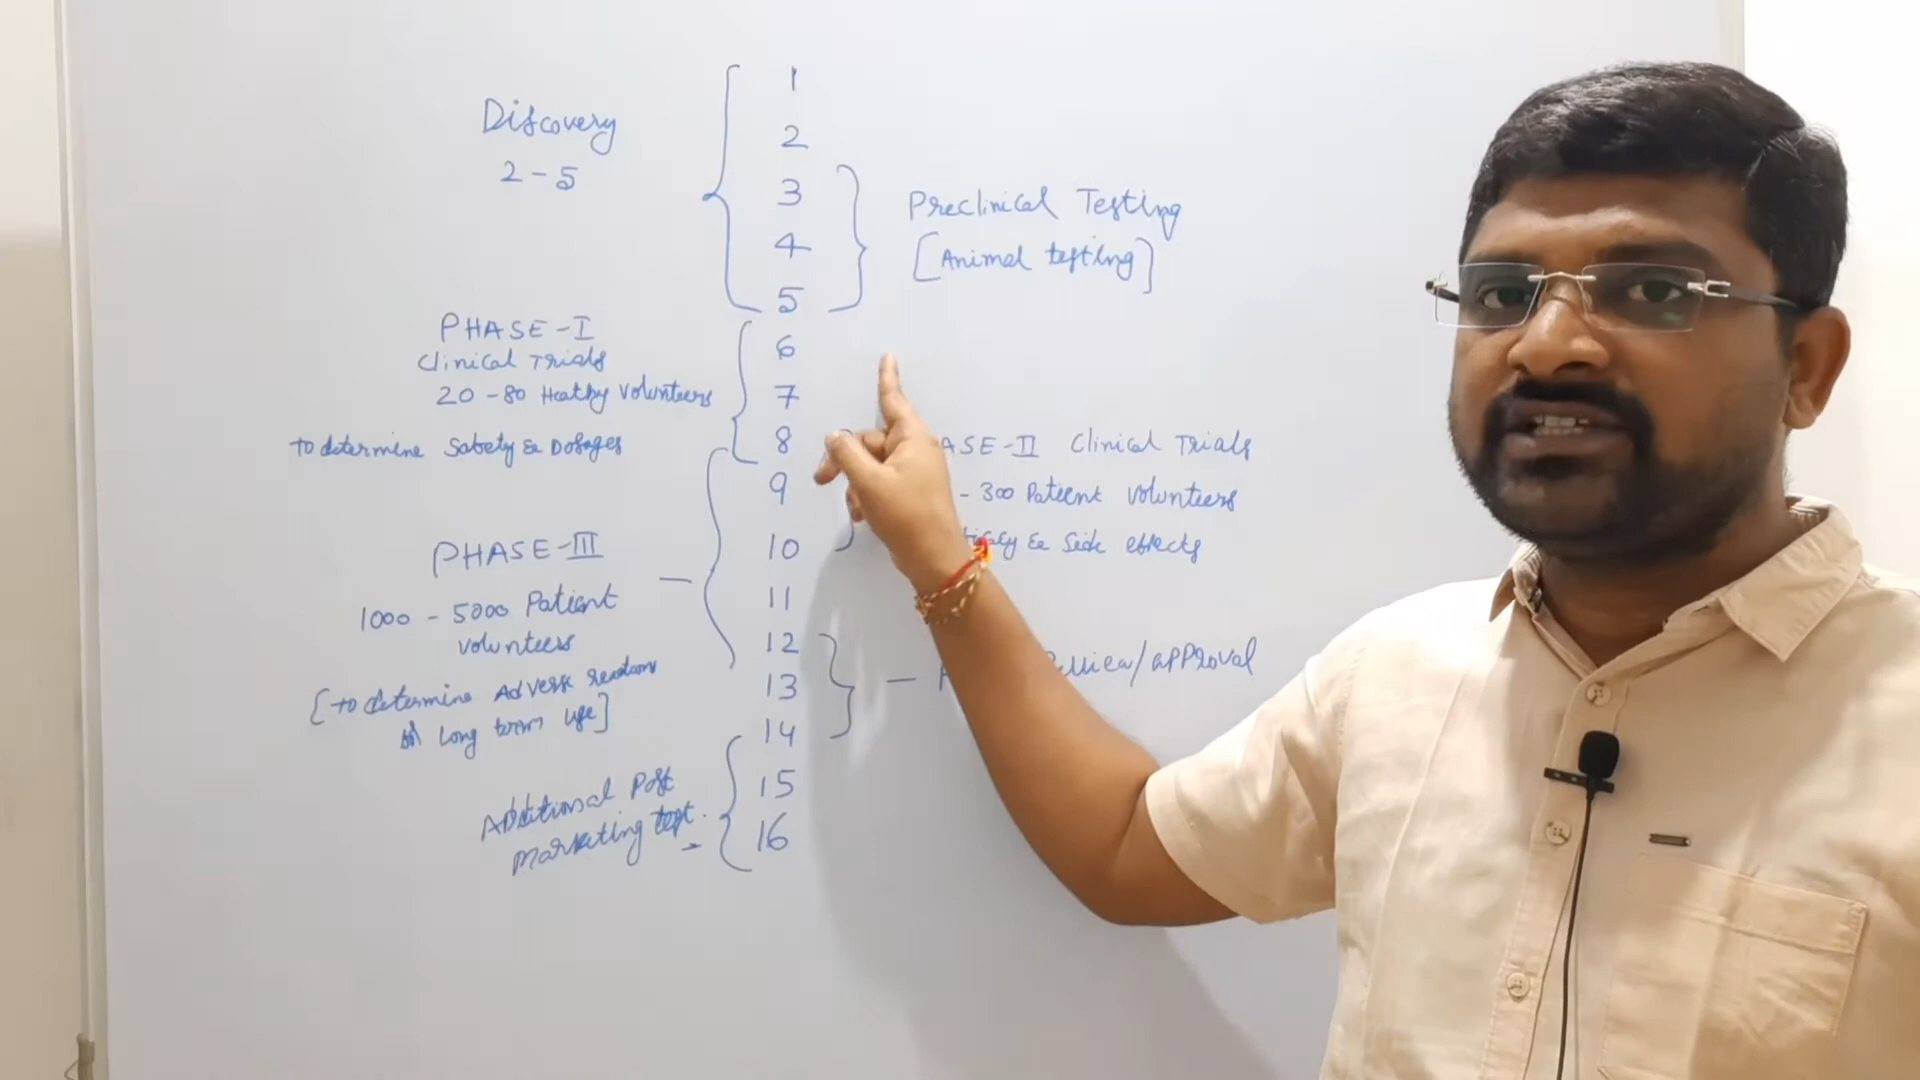 Discovery
2 - 5
1
2
3
4
5
6
7
8
9
10
11
12
13
14
15
16
Preclinical Testing
[Animal testing]
PHASE - I
Clinical Trials
20 - 80 Healthy Volunteers
to determine Safety & Dosages
ASE - II Clinical Trials
- 300 Patient Volunteers
& Side effects
PHASE - III
1000 - 5000 Patient
Volunteers
[to determine Adverse reactions
long term use]
/approval
Additional Post
marketing test.